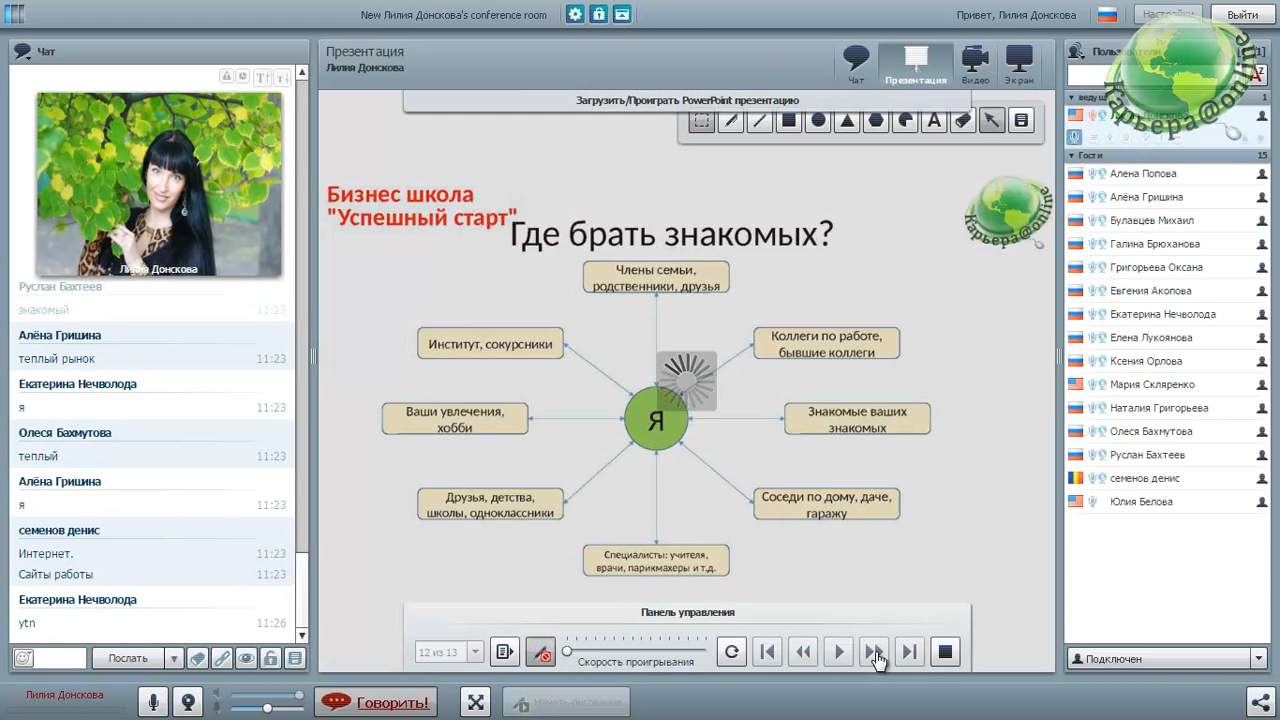 New Лилия Донскова's conference room
Привет, Лилия Донскова
Настройки
Выйти
Чат
Лилия Донскова
Руслан Бахтеев
знакомый 11:23
Алёна Гришина
теплый рынок 11:23
Екатерина Нечволода
я 11:23
Олеся Бахмутова
теплый 11:23
Алёна Гришина
я 11:23
семенов денис
Интернет. 11:23
Сайты работы 11:23
Екатерина Нечволода
ytn 11:26
Послать
Презентация
Лилия Донскова
Чат
Презентация
Видео
Экран
Загрузить/Проиграть PowerPoint презентацию
Бизнес школа
"Успешный старт"
Где брать знакомых?
Карьера@online
Члены семьи,
родственники, друзья
Институт, сокурсники
Коллеги по работе,
бывшие коллеги
Ваши увлечения,
хобби
Я
Знакомые ваших
знакомых
Друзья, детства,
школы, одноклассники
Соседи по дому, даче,
гаражу
Специалисты: учителя,
врачи, парикмахеры и т.д.
Панель управления
12 из 13
Скорость проигрывания
Пользователи
Карьера@online
1
Гости 15
Алена Попова
Алёна Гришина
Булавцев Михаил
Галина Брюханова
Григорьева Оксана
Евгения Акопова
Екатерина Нечволода
Елена Лукоянова
Ксения Орлова
Мария Скляренко
Наталия Григорьева
Олеся Бахмутова
Руслан Бахтеев
семенов денис
Юлия Белова
Подключен
Лилия Донскова
Говорить!